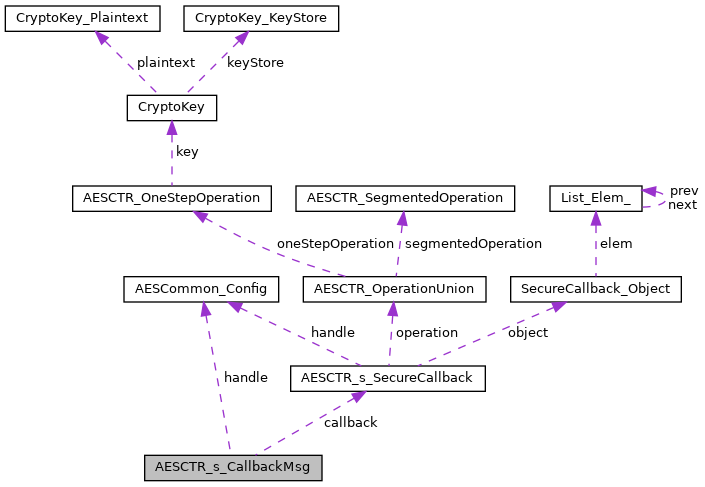 CryptoKey_Plaintext
CryptoKey_KeyStore
plaintext
keyStore
CryptoKey
key
prev
next
AESCTR_OneStepOperation
AESCTR_SegmentedOperation
List_Elem_
oneStepOperation
segmentedOperation
elem
AESCommon_Config
AESCTR_OperationUnion
SecureCallback_Object
handle
operation
object
AESCTR_s_SecureCallback
handle
callback
AESCTR_s_CallbackMsg